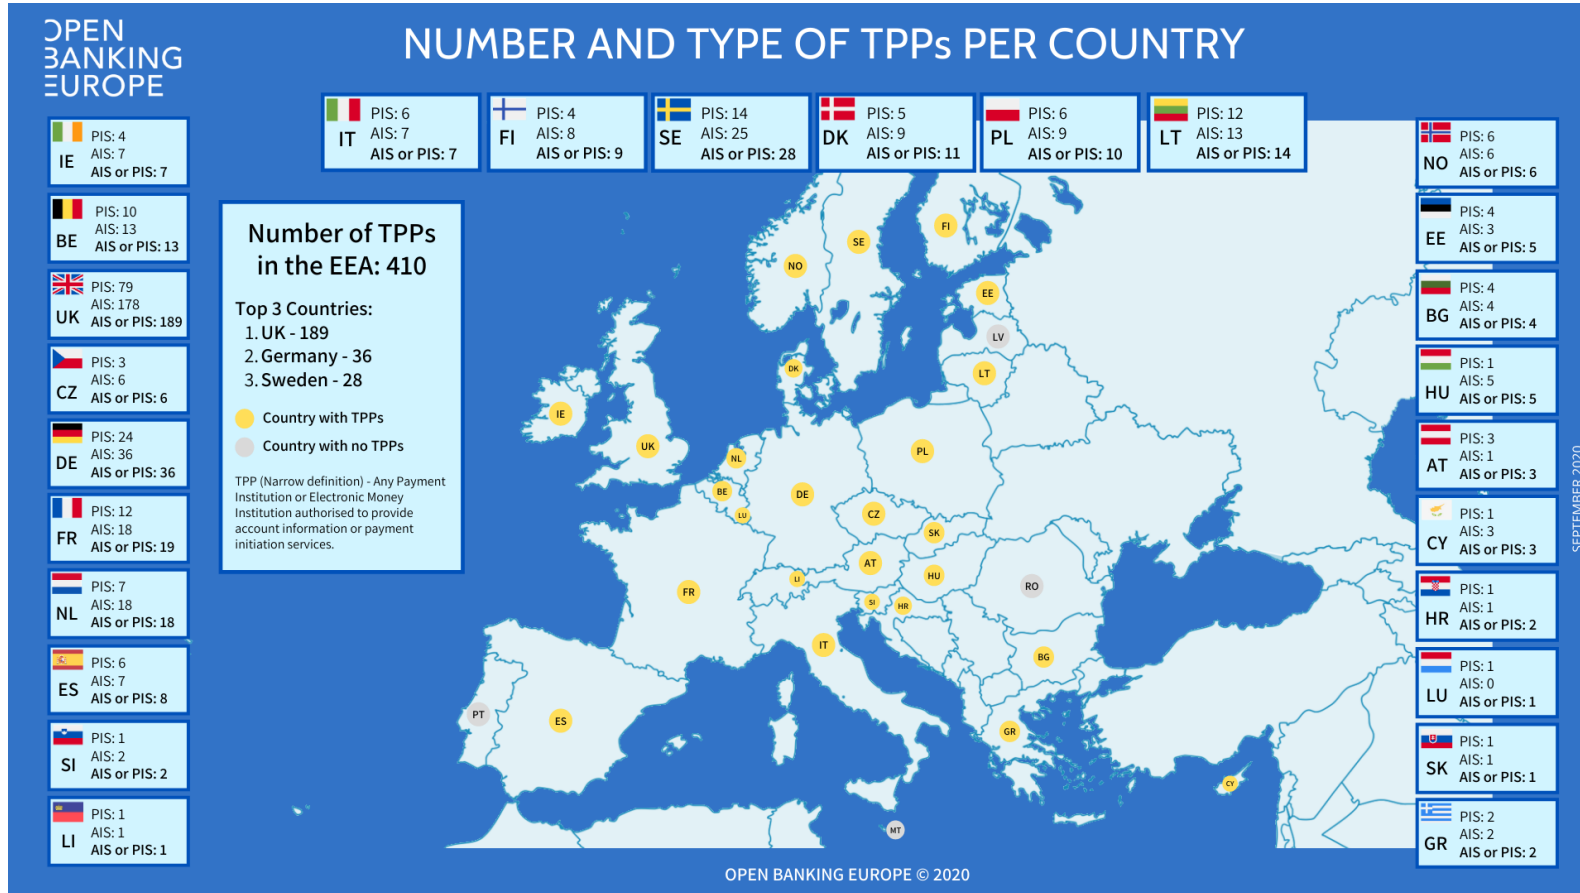 OPEN
BANKING
EUROPE
NUMBER AND TYPE OF TPPs PER COUNTRY
IT
PIS: 6
AIS: 7
AIS or PIS: 7
FI
PIS: 4
AIS: 8
AIS or PIS: 9
SE
PIS: 14
AIS: 25
AIS or PIS: 28
DK
PIS: 5
AIS: 9
AIS or PIS: 11
PL
PIS: 6
AIS: 9
AIS or PIS: 10
LT
PIS: 12
AIS: 13
AIS or PIS: 14
IE
PIS: 4
AIS: 7
AIS or PIS: 7
BE
PIS: 10
AIS: 13
AIS or PIS: 13
UK
PIS: 79
AIS: 178
AIS or PIS: 189
CZ
PIS: 3
AIS: 6
AIS or PIS: 6
DE
PIS: 24
AIS: 36
AIS or PIS: 36
FR
PIS: 12
AIS: 18
AIS or PIS: 19
NL
PIS: 7
AIS: 18
AIS or PIS: 18
ES
PIS: 6
AIS: 7
AIS or PIS: 8
SI
PIS: 1
AIS: 2
AIS or PIS: 2
LI
PIS: 1
AIS: 1
AIS or PIS: 1
Number of TPPs
in the EEA: 410
Top 3 Countries:
1. UK - 189
2. Germany - 36
3. Sweden - 28
Country with TPPs
Country with no TPPs
TPP (Narrow definition) - Any Payment
Institution or Electronic Money
Institution authorised to provide
account information or payment
initiation services.
FI
SE
NO
EE
LV
DK
LT
IE
UK
PL
NL
BE
DE
LU
CZ
SK
AT
HU
LI
RO
FR
SI
HR
IT
BG
PT
ES
GR
CY
MT
NO
PIS: 6
AIS: 6
AIS or PIS: 6
EE
PIS: 4
AIS: 3
AIS or PIS: 5
BG
PIS: 4
AIS: 4
AIS or PIS: 4
HU
PIS: 1
AIS: 5
AIS or PIS: 5
AT
PIS: 3
AIS: 1
AIS or PIS: 3
CY
PIS: 1
AIS: 3
AIS or PIS: 3
HR
PIS: 1
AIS: 1
AIS or PIS: 2
LU
PIS: 1
AIS: 0
AIS or PIS: 1
SK
PIS: 1
AIS: 1
AIS or PIS: 1
GR
PIS: 2
AIS: 2
AIS or PIS: 2
SEPTEMBER 2020
OPEN BANKING EUROPE © 2020